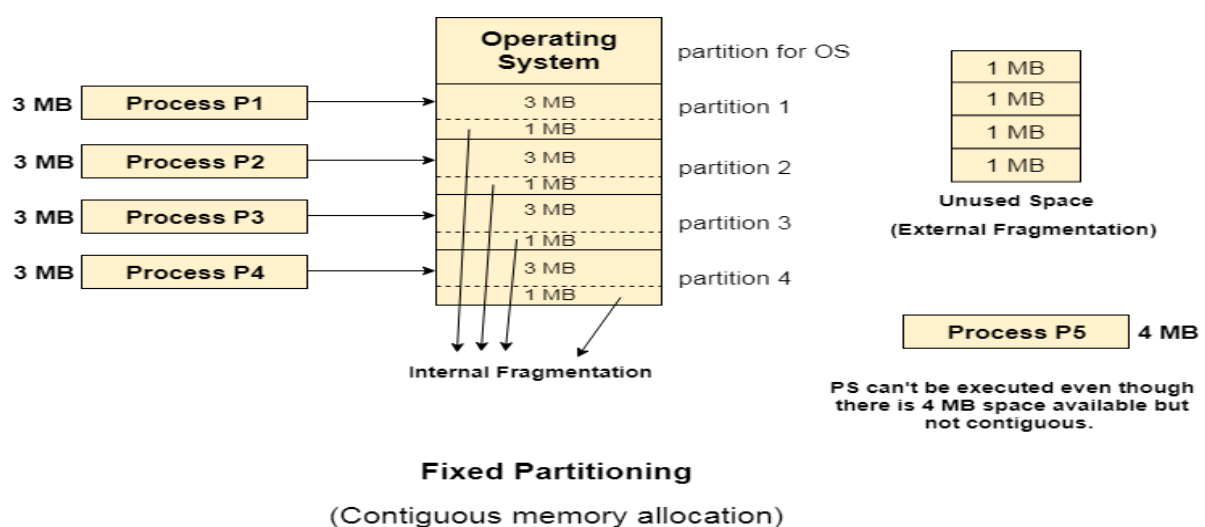 Operating
System
partition for OS
3 MB
Process P1
3 MB
1 MB
partition 1
3 MB
Process P2
3 MB
1 MB
partition 2
3 MB
Process P3
3 MB
1 MB
partition 3
3 MB
Process P4
3 MB
1 MB
partition 4
Internal Fragmentation
1 MB
1 MB
1 MB
1 MB
Unused Space
(External Fragmentation)
Process P5
4 MB
PS can't be executed even though
there is 4 MB space available but
not contiguous.
Fixed Partitioning
(Contiguous memory allocation)